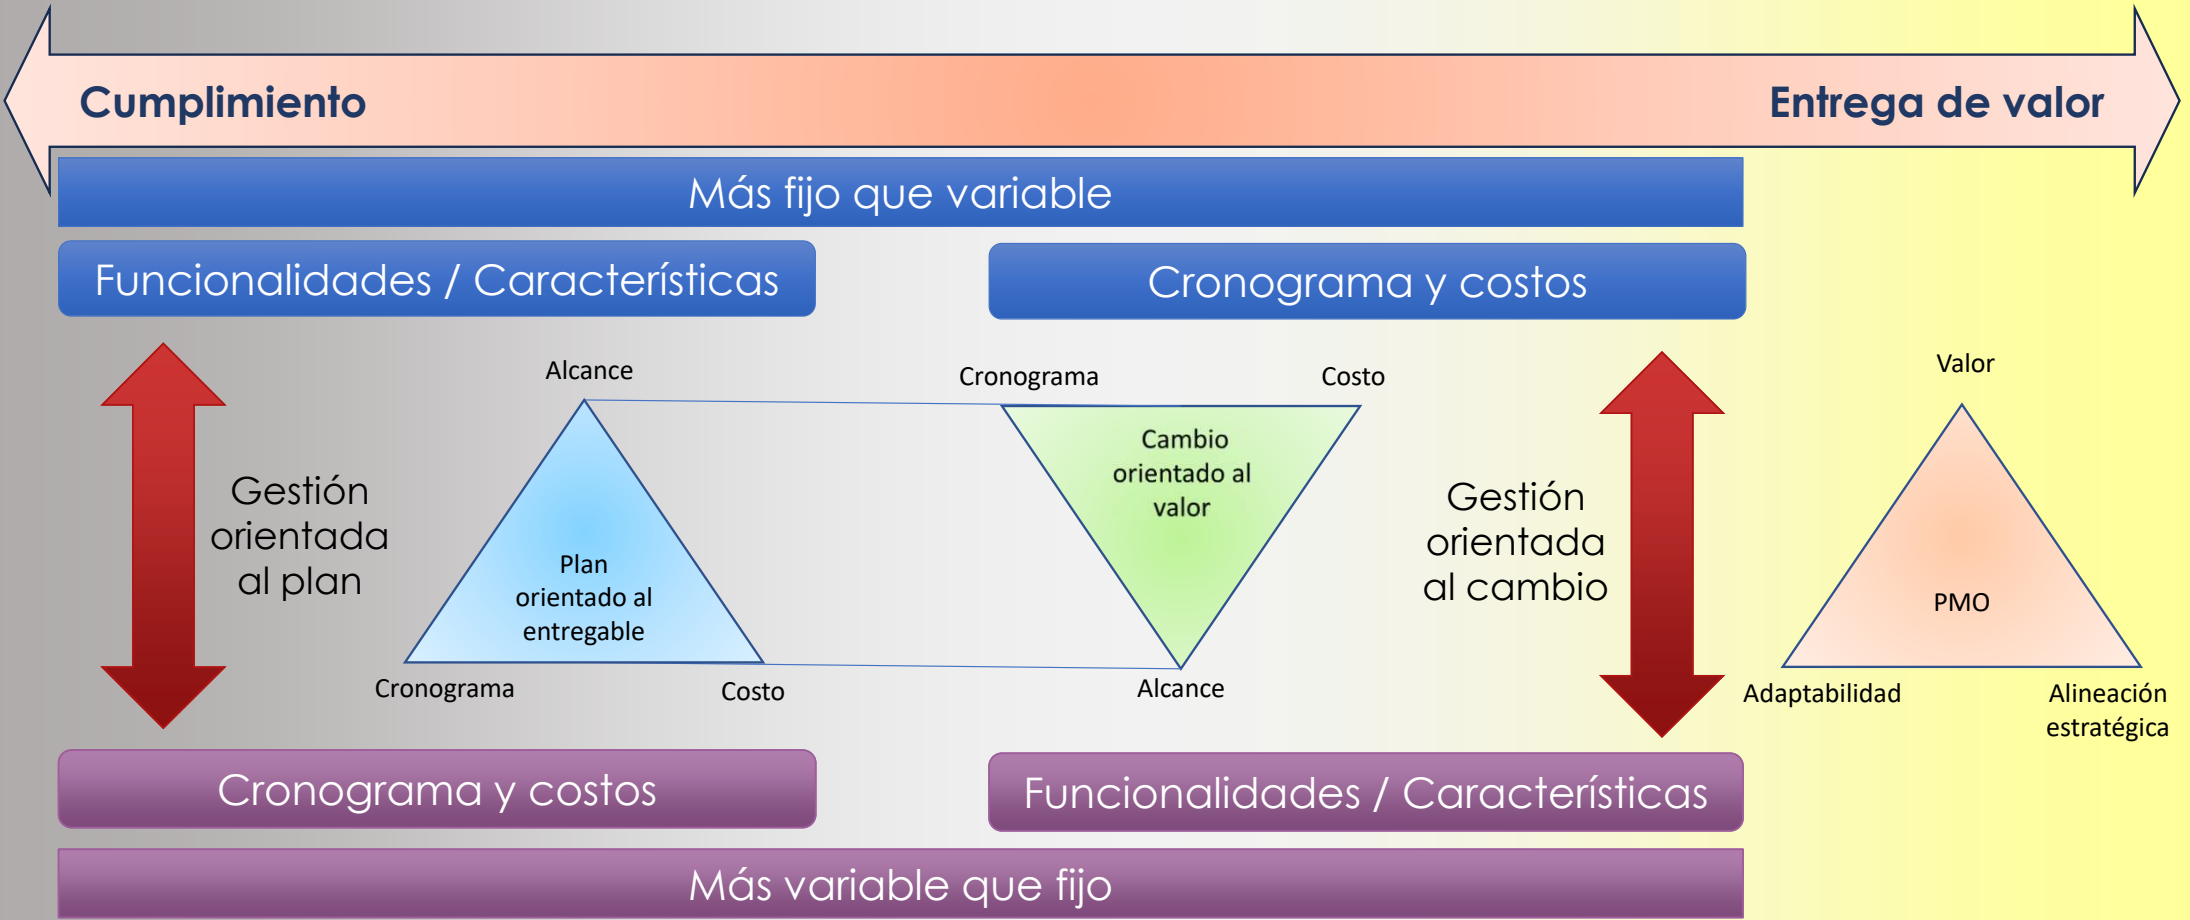 Cumplimiento
Entrega de valor
Más fijo que variable
Funcionalidades / Características
Cronograma y costos
Alcance
Cronograma
Costo
Valor
Gestión
orientada
al plan
Plan
orientado al
entregable
Cambio
orientado al
valor
Gestión
orientada
al cambio
PMO
Cronograma
Costo
Alcance
Adaptabilidad
Alineación
estratégica
Cronograma y costos
Funcionalidades / Características
Más variable que fijo